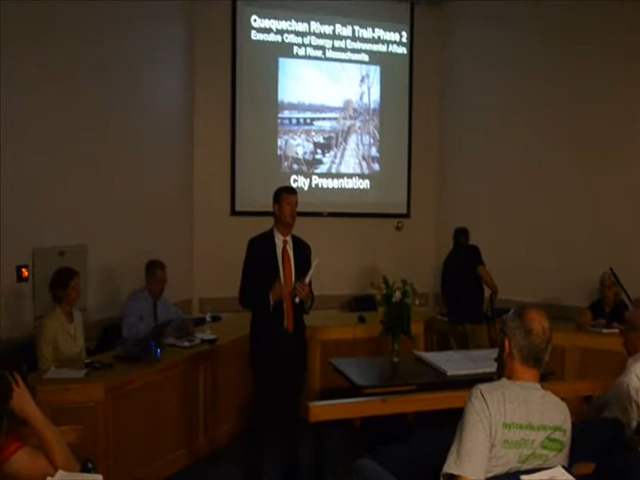 Quequechan River Rail Trail-Phase 2
Executive Office of Energy and Environmental Affairs
Fall River, Massachusetts
City Presentation